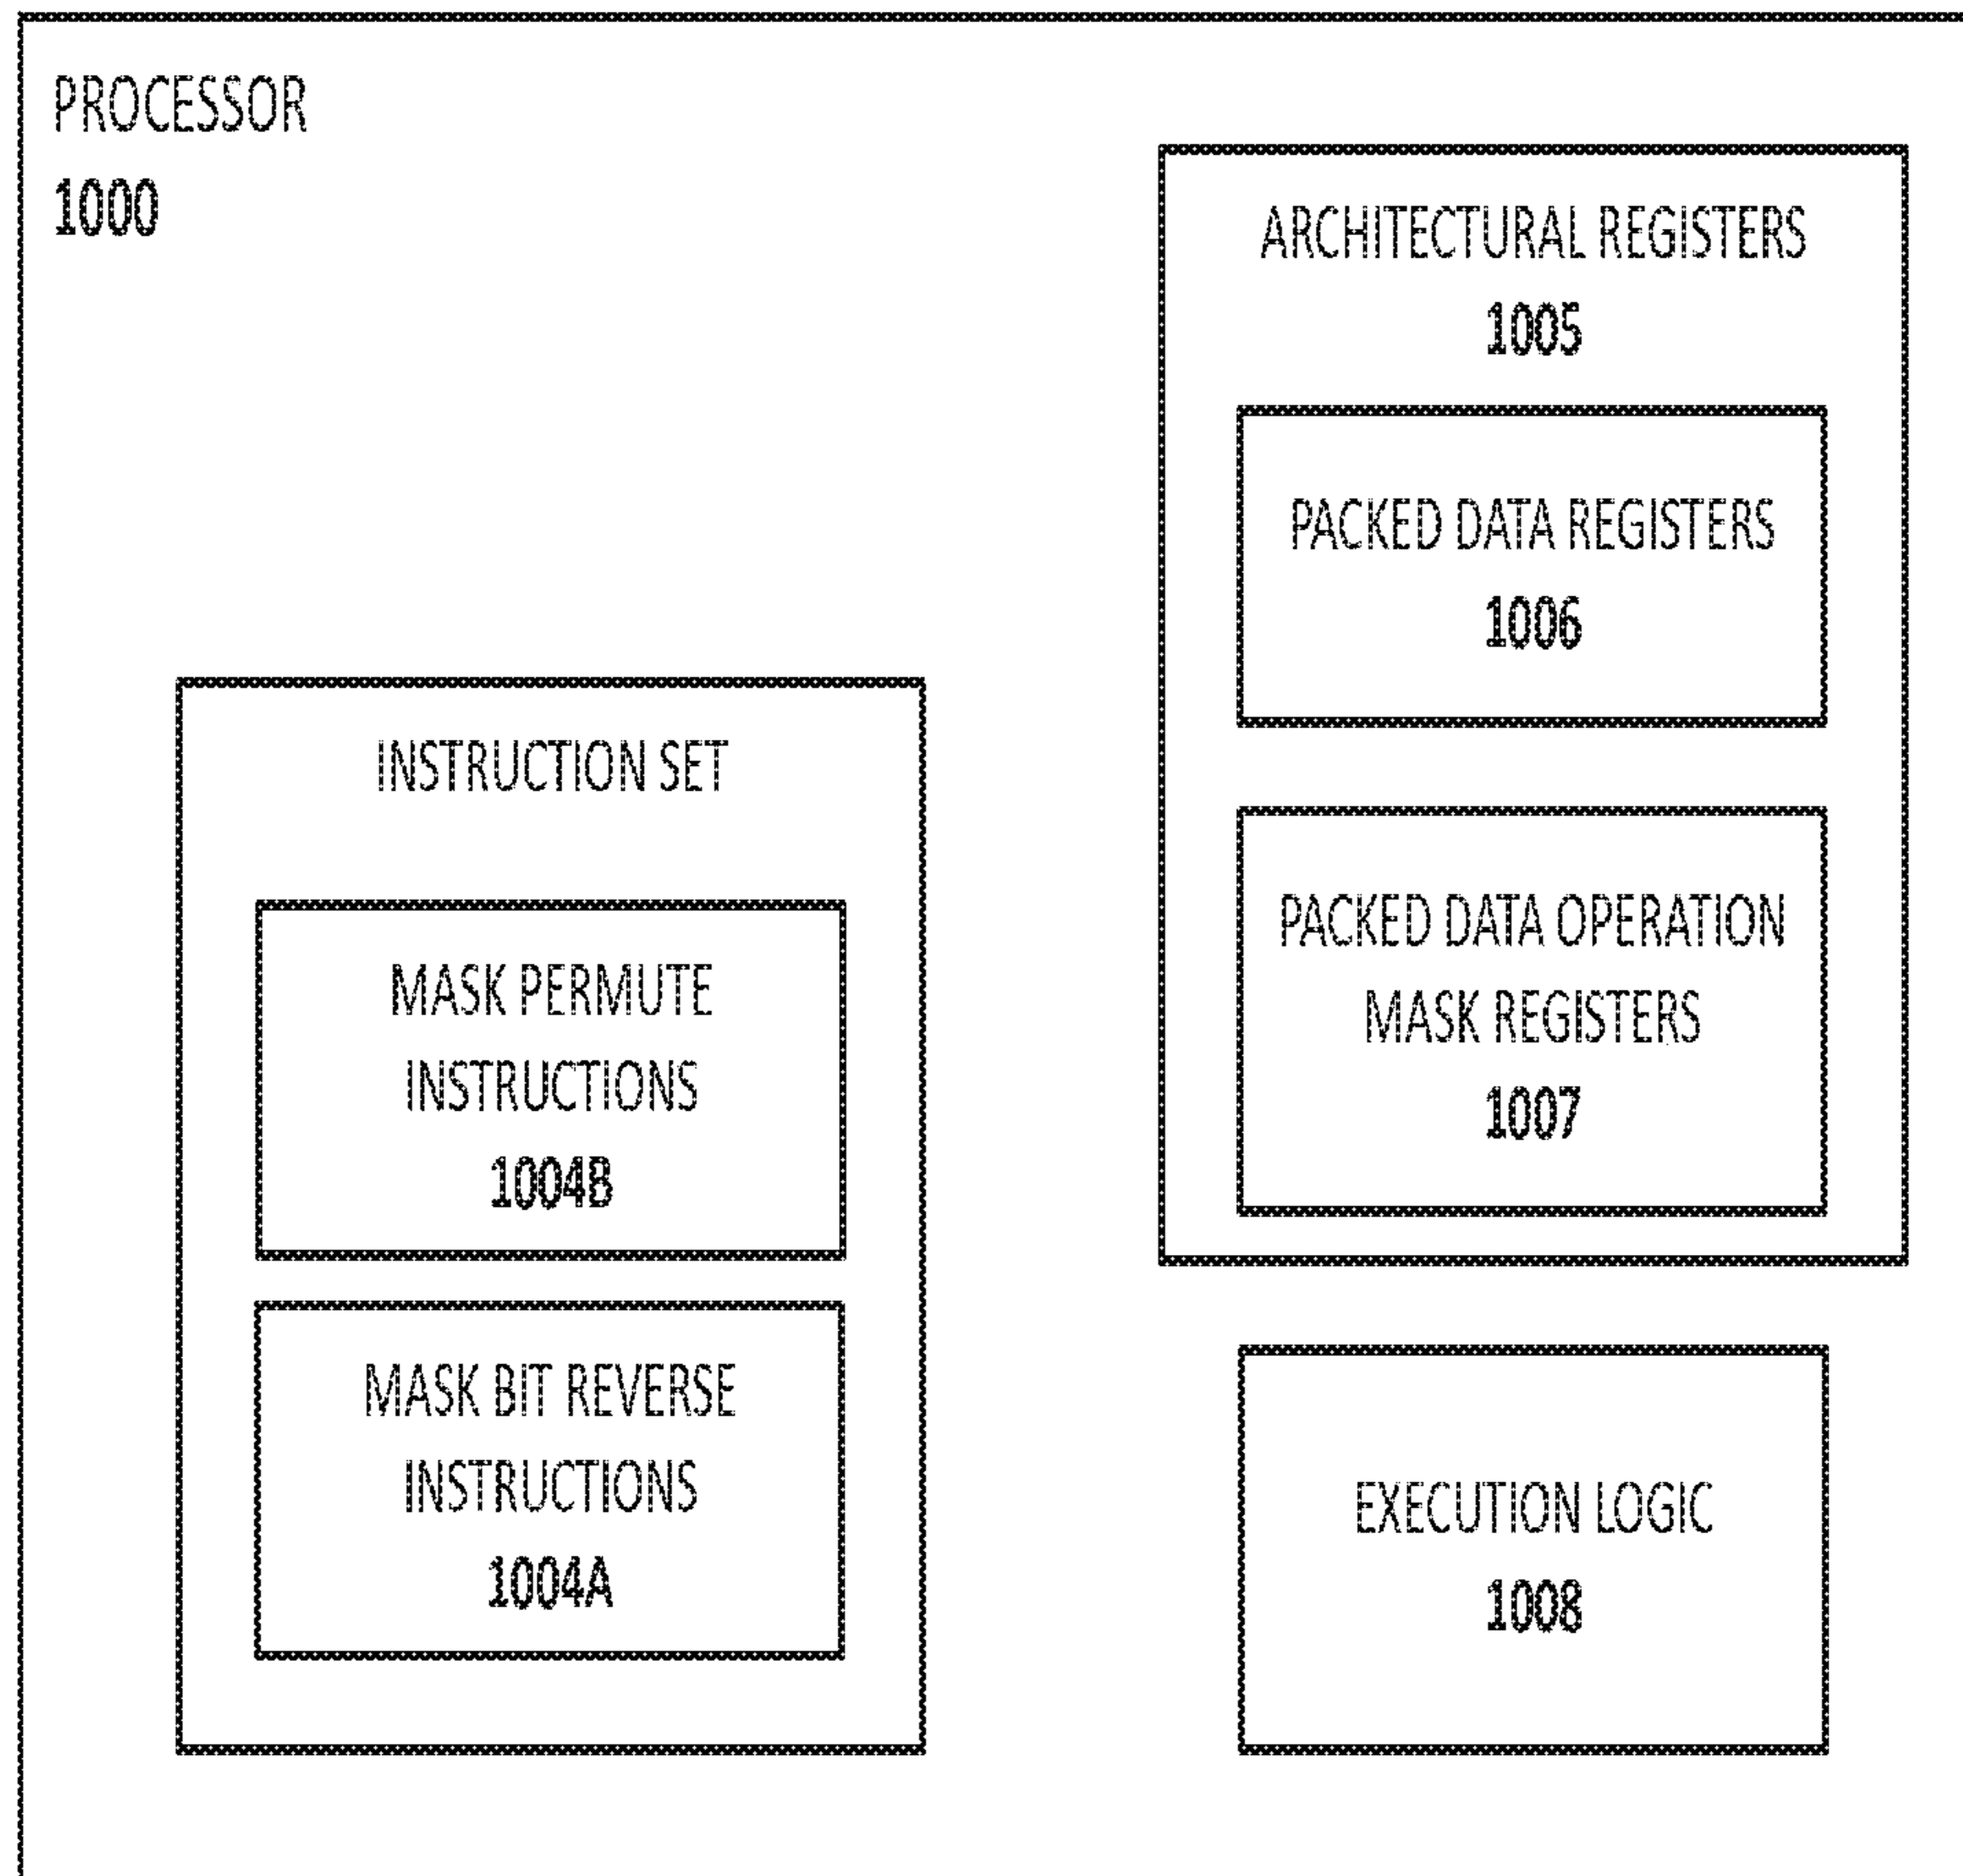 PROCESSOR
1000
ARCHITECTURAL REGISTERS
1005
PACKED DATA REGISTERS
1006
PACKED DATA OPERATION
MASK REGISTERS
1007
INSTRUCTION SET
MASK PERMUTE
INSTRUCTIONS
1004B
MASK BIT REVERSE
INSTRUCTIONS
1004A
EXECUTION LOGIC
1008